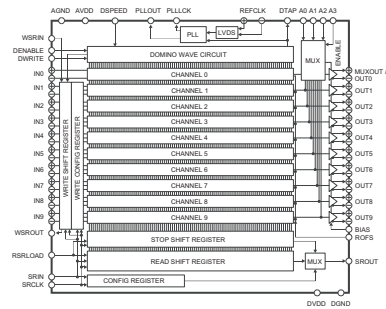 AGND AVDD DSPEED PLLOUT PLLLCK REFCLK DTAP A0 A1 A2 A3
WSRIN
PLL
LVDS
DENABLE
DWRITE
DOMINO WAVE CIRCUIT
MUX
ENABLE
IN0
CHANNEL 0
MUXOUT /
OUT0
IN1
CHANNEL 1
OUT1
IN2
CHANNEL 2
OUT2
IN3
CHANNEL 3
OUT3
IN4
CHANNEL 4
OUT4
IN5
CHANNEL 5
OUT5
IN6
CHANNEL 6
OUT6
IN7
CHANNEL 7
OUT7
IN8
CHANNEL 8
OUT8
IN9
CHANNEL 9
OUT9
WRITE SHIFT REGISTER
WRITE CONFIG REGISTER
WSROUT
STOP SHIFT REGISTER
BIAS
ROFS
RSRLOAD
READ SHIFT REGISTER
MUX
SROUT
SRIN
SRCLK
CONFIG REGISTER
DVDD DGND